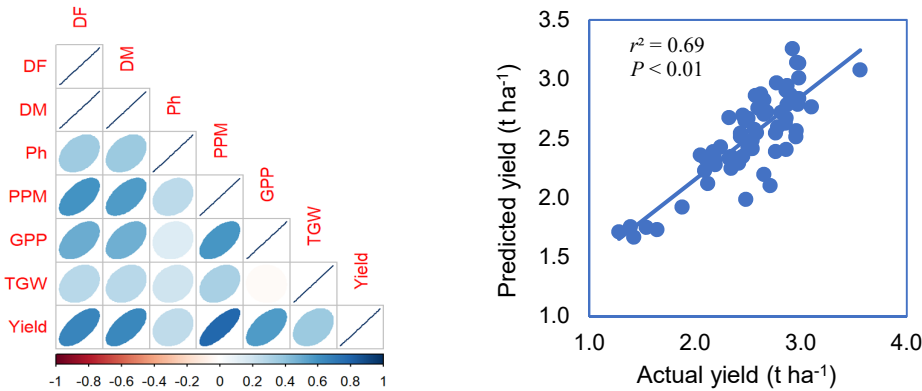 DF
DM
Ph
PPM
GPP
TGW
Yield
DF
DM
Ph
PPM
GPP
TGW
Yield
-1 -0.8 -0.6 -0.4 -0.2 0 0.2 0.4 0.6 0.8 1
Predicted yield (t ha⁻¹)
3.5
3.0
2.5
2.0
1.5
1.0
r² = 0.69
P < 0.01
1.0 2.0 3.0 4.0
Actual yield (t ha⁻¹)